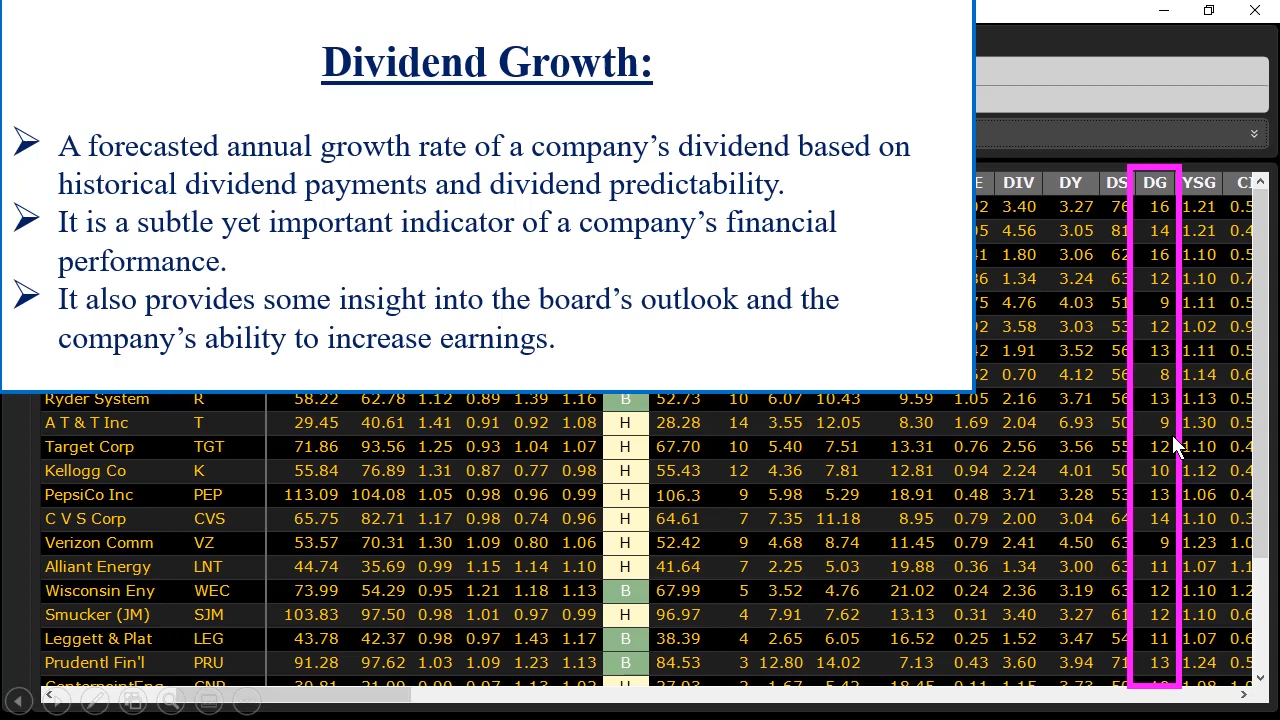 Dividend Growth:
A forecasted annual growth rate of a company's dividend based on
historical dividend payments and dividend predictability.
It is a subtle yet important indicator of a company's financial
performance.
It also provides some insight into the board's outlook and the
company's ability to increase earnings.
E DIV DY DS DG YSG
3.40 3.27 76 16 1.21
4.56 3.05 81 14 1.21
1.80 3.06 62 16 1.10
1.34 3.24 63 12 1.10
4.76 4.03 51 9 1.11
3.58 3.03 53 12 1.02
1.91 3.52 56 13 1.11
0.70 4.12 56 8 1.14
Ryder System R 58.22 62.78 1.12 0.89 1.39 1.16 B 52.73 10 6.07 10.43 9.59 1.05 2.16 3.71 56 13 1.13
A T & T Inc T 29.45 40.61 1.41 0.91 0.92 1.08 H 28.28 14 3.55 12.05 8.30 1.69 2.04 6.93 50 9 1.30
Target Corp TGT 71.86 93.56 1.25 0.93 1.04 1.07 H 67.70 10 5.40 7.51 13.31 0.76 2.56 3.56 55 12 1.10
Kellogg Co K 55.84 76.89 1.31 0.87 0.77 0.98 H 55.43 12 4.36 7.81 12.81 0.94 2.24 4.01 50 10 1.12
PepsiCo Inc PEP 113.09 104.08 1.05 0.98 0.96 0.99 H 106.3 9 5.98 5.29 18.91 0.48 3.71 3.28 53 13 1.06
C V S Corp CVS 65.75 82.71 1.17 0.98 0.74 0.96 H 64.61 7 7.35 11.18 8.95 0.79 2.00 3.04 64 14 1.10
Verizon Comm VZ 53.57 70.31 1.30 1.09 0.80 1.06 H 52.42 9 4.68 8.74 11.45 0.79 2.41 4.50 63 9 1.23
Alliant Energy LNT 44.74 35.69 0.99 1.15 1.14 1.10 H 41.64 7 2.25 5.03 19.88 0.36 1.34 3.00 63 11 1.07
Wisconsin Eny WEC 73.99 54.29 0.95 1.21 1.18 1.13 B 67.99 5 3.52 4.76 21.02 0.24 2.36 3.19 63 12 1.10
Smucker (JM) SJM 103.83 97.50 0.98 1.01 0.97 0.99 H 96.97 4 7.91 7.62 13.13 0.31 3.40 3.27 61 12 1.10
Leggett & Plat LEG 43.78 42.37 0.98 0.97 1.43 1.17 B 38.39 4 2.65 6.05 16.52 0.25 1.52 3.47 54 11 1.07
Prudentl Fin'l PRU 91.28 97.62 1.03 1.09 1.23 1.13 B 84.53 3 12.80 14.02 7.13 0.43 3.60 3.94 71 13 1.24